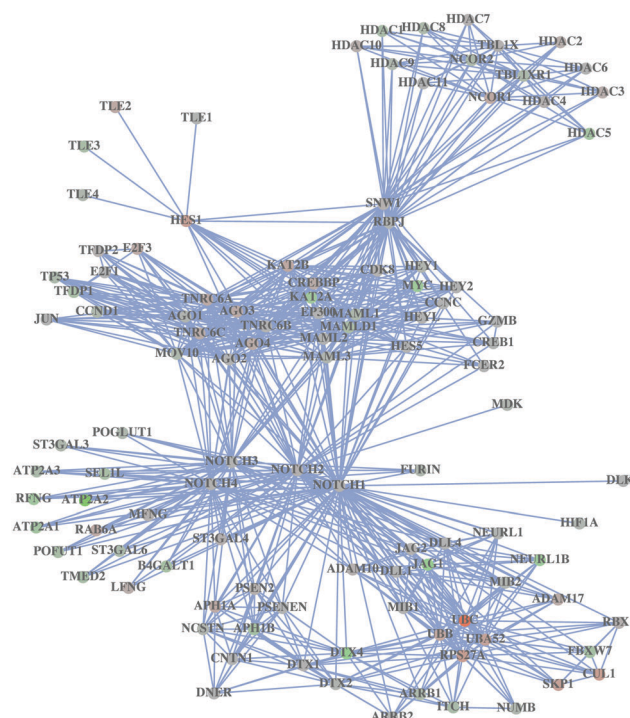 HDAC7
HDAC1 HDAC8
HDAC10 TBL1X HDAC2
HDAC9 NCOR2
TBL1XR1 HDAC6
HDAC11
NCOR1 HDAC3
HDAC4
TLE2
TLE1
HDAC5
TLE3
TLE4
SNW1
HES1 RBPJ
TFDP2 E2F3
KAT2B
TP53 E2F1 CDK8 HEY1
CREBBP
TFDP1 MYC HEY2
TNRC6A KAT2A
CCND1 AGO3 EP300 CCNC
JUN AGO1 MAML1 HEYL GZMB
TNRC6C TNRC6B MAMLD1
AGO4 MAML2 HES5 CREB1
MOV10 AGO2 MAML3
FCER2
MDK
POGLUT1
ST3GAL3
NOTCH3
ATP2A3 SEL1L NOTCH2 FURIN
NOTCH4 NOTCH1 DLK
RFNG ATP2A2
MFNG
ATP2A1 RAB6A HIF1A
ST3GAL4 NEURL1
POFUT1 ST3GAL6 JAG2 DLL4
B4GALT1 NEURL1B
TMED2 ADAM10 DLL1 JAG1
LFNG PSEN2 MIB2
APH1A PSENEN MIB1 ADAM17
NCSTN APH1B UBC RBX
UBB UBA52
CNTN1 DTX4 FBXW7
DTX1 RPS27A
CUL1
DNER DTX2 ARRB1 SKP1
ITCH NUMB
ARRB2